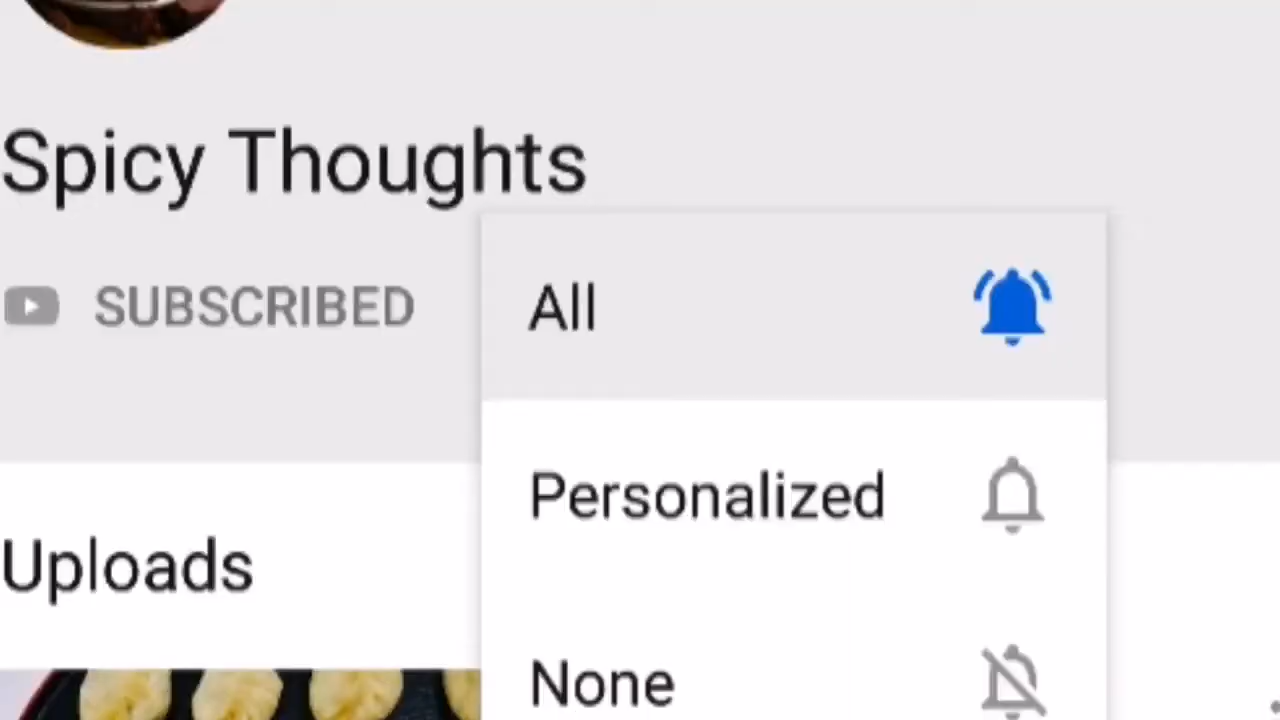 Spicy Thoughts
SUBSCRIBED
All
Personalized
Uploads
None